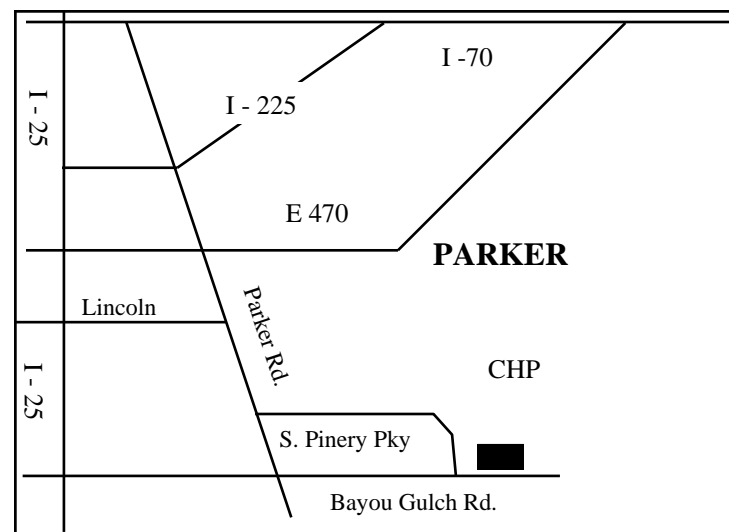 I -70
I - 25
I - 225
E 470
PARKER
Lincoln
Parker Rd.
I - 25
CHP
S. Pinery Pky
Bayou Gulch Rd.